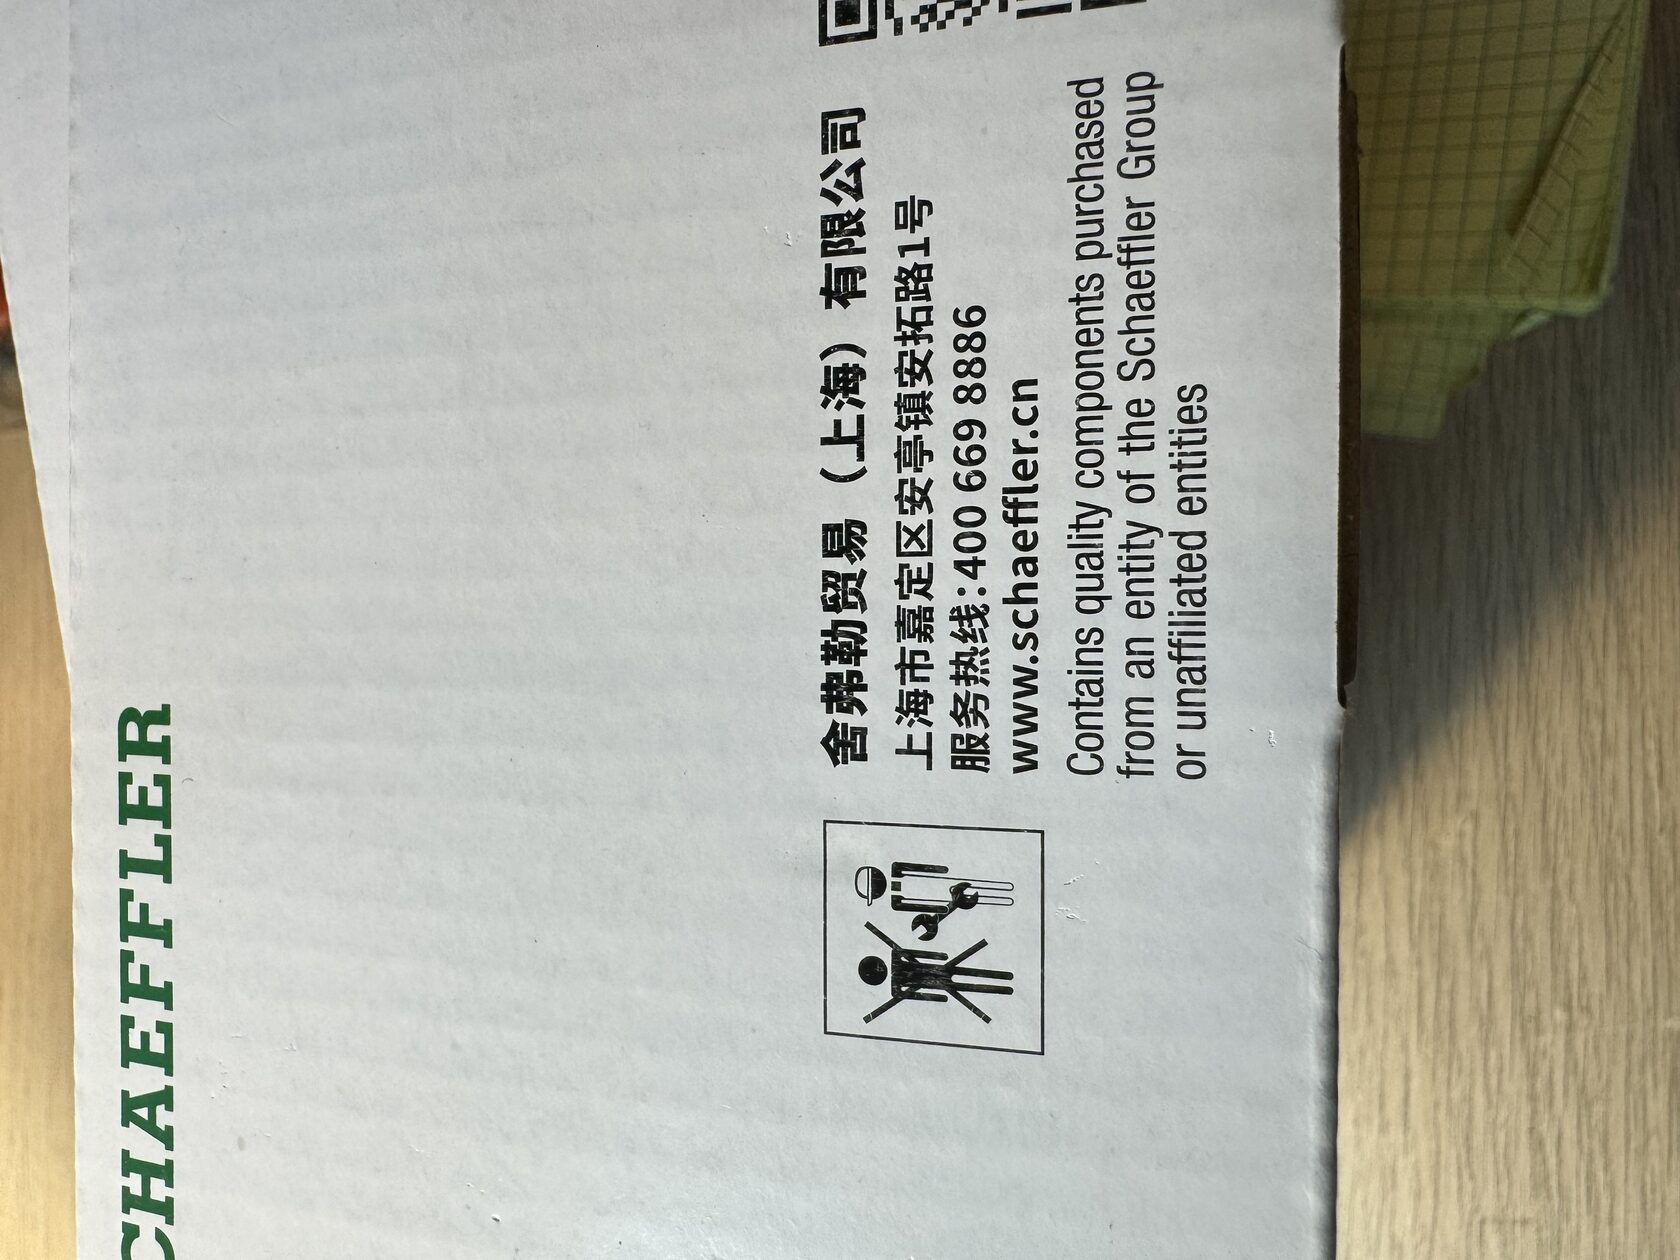 CHAEFFLER
舍弗勒贸易（上海）有限公司
上海市嘉定区安亭镇安拓路1号
服务热线:400 669 8886
www.schaeffler.cn
Contains quality components purchased
from an entity of the Schaeffler Group
or unaffiliated entities